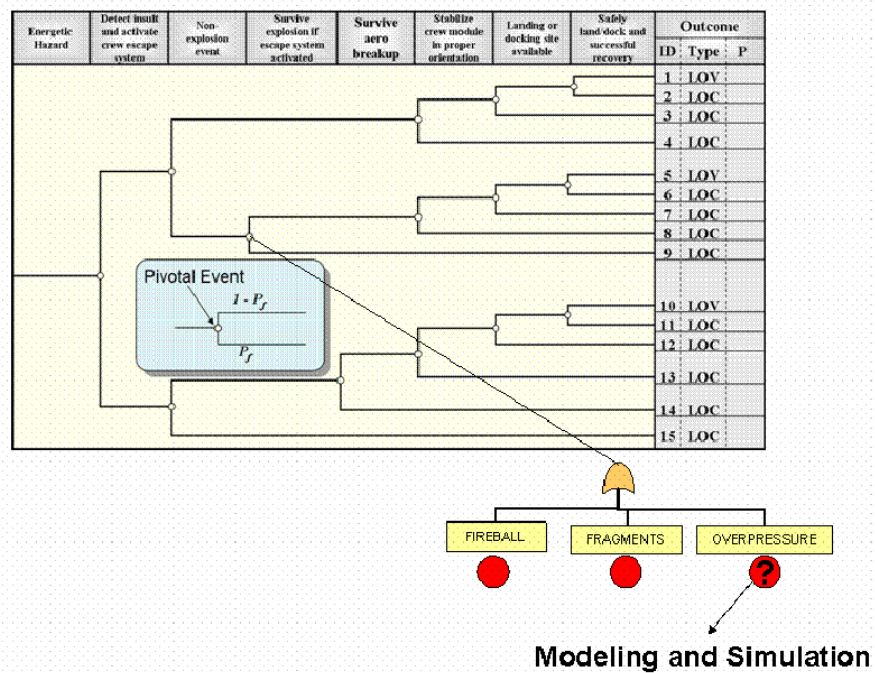 Energetic
Hazard
Detect insult
and activate
crew escape
system
Non-
explosion
event
Survive
explosion if
escape system
activated
Survive
aero
breakup
Stabilize
crew module
in proper
orientation
Landing or
docking site
available
Safely
land/dock and
successful
recovery
Outcome
ID Type P
1 LOV
2 LOC
3 LOC
4 LOC
5 LOV
6 LOC
7 LOC
8 LOC
9 LOC
Pivotal Event
1 - Pf
Pf
10 LOV
11 LOC
12 LOC
13 LOC
14 LOC
15 LOC
FIREBALL
FRAGMENTS
OVERPRESSURE
?
Modeling and Simulation